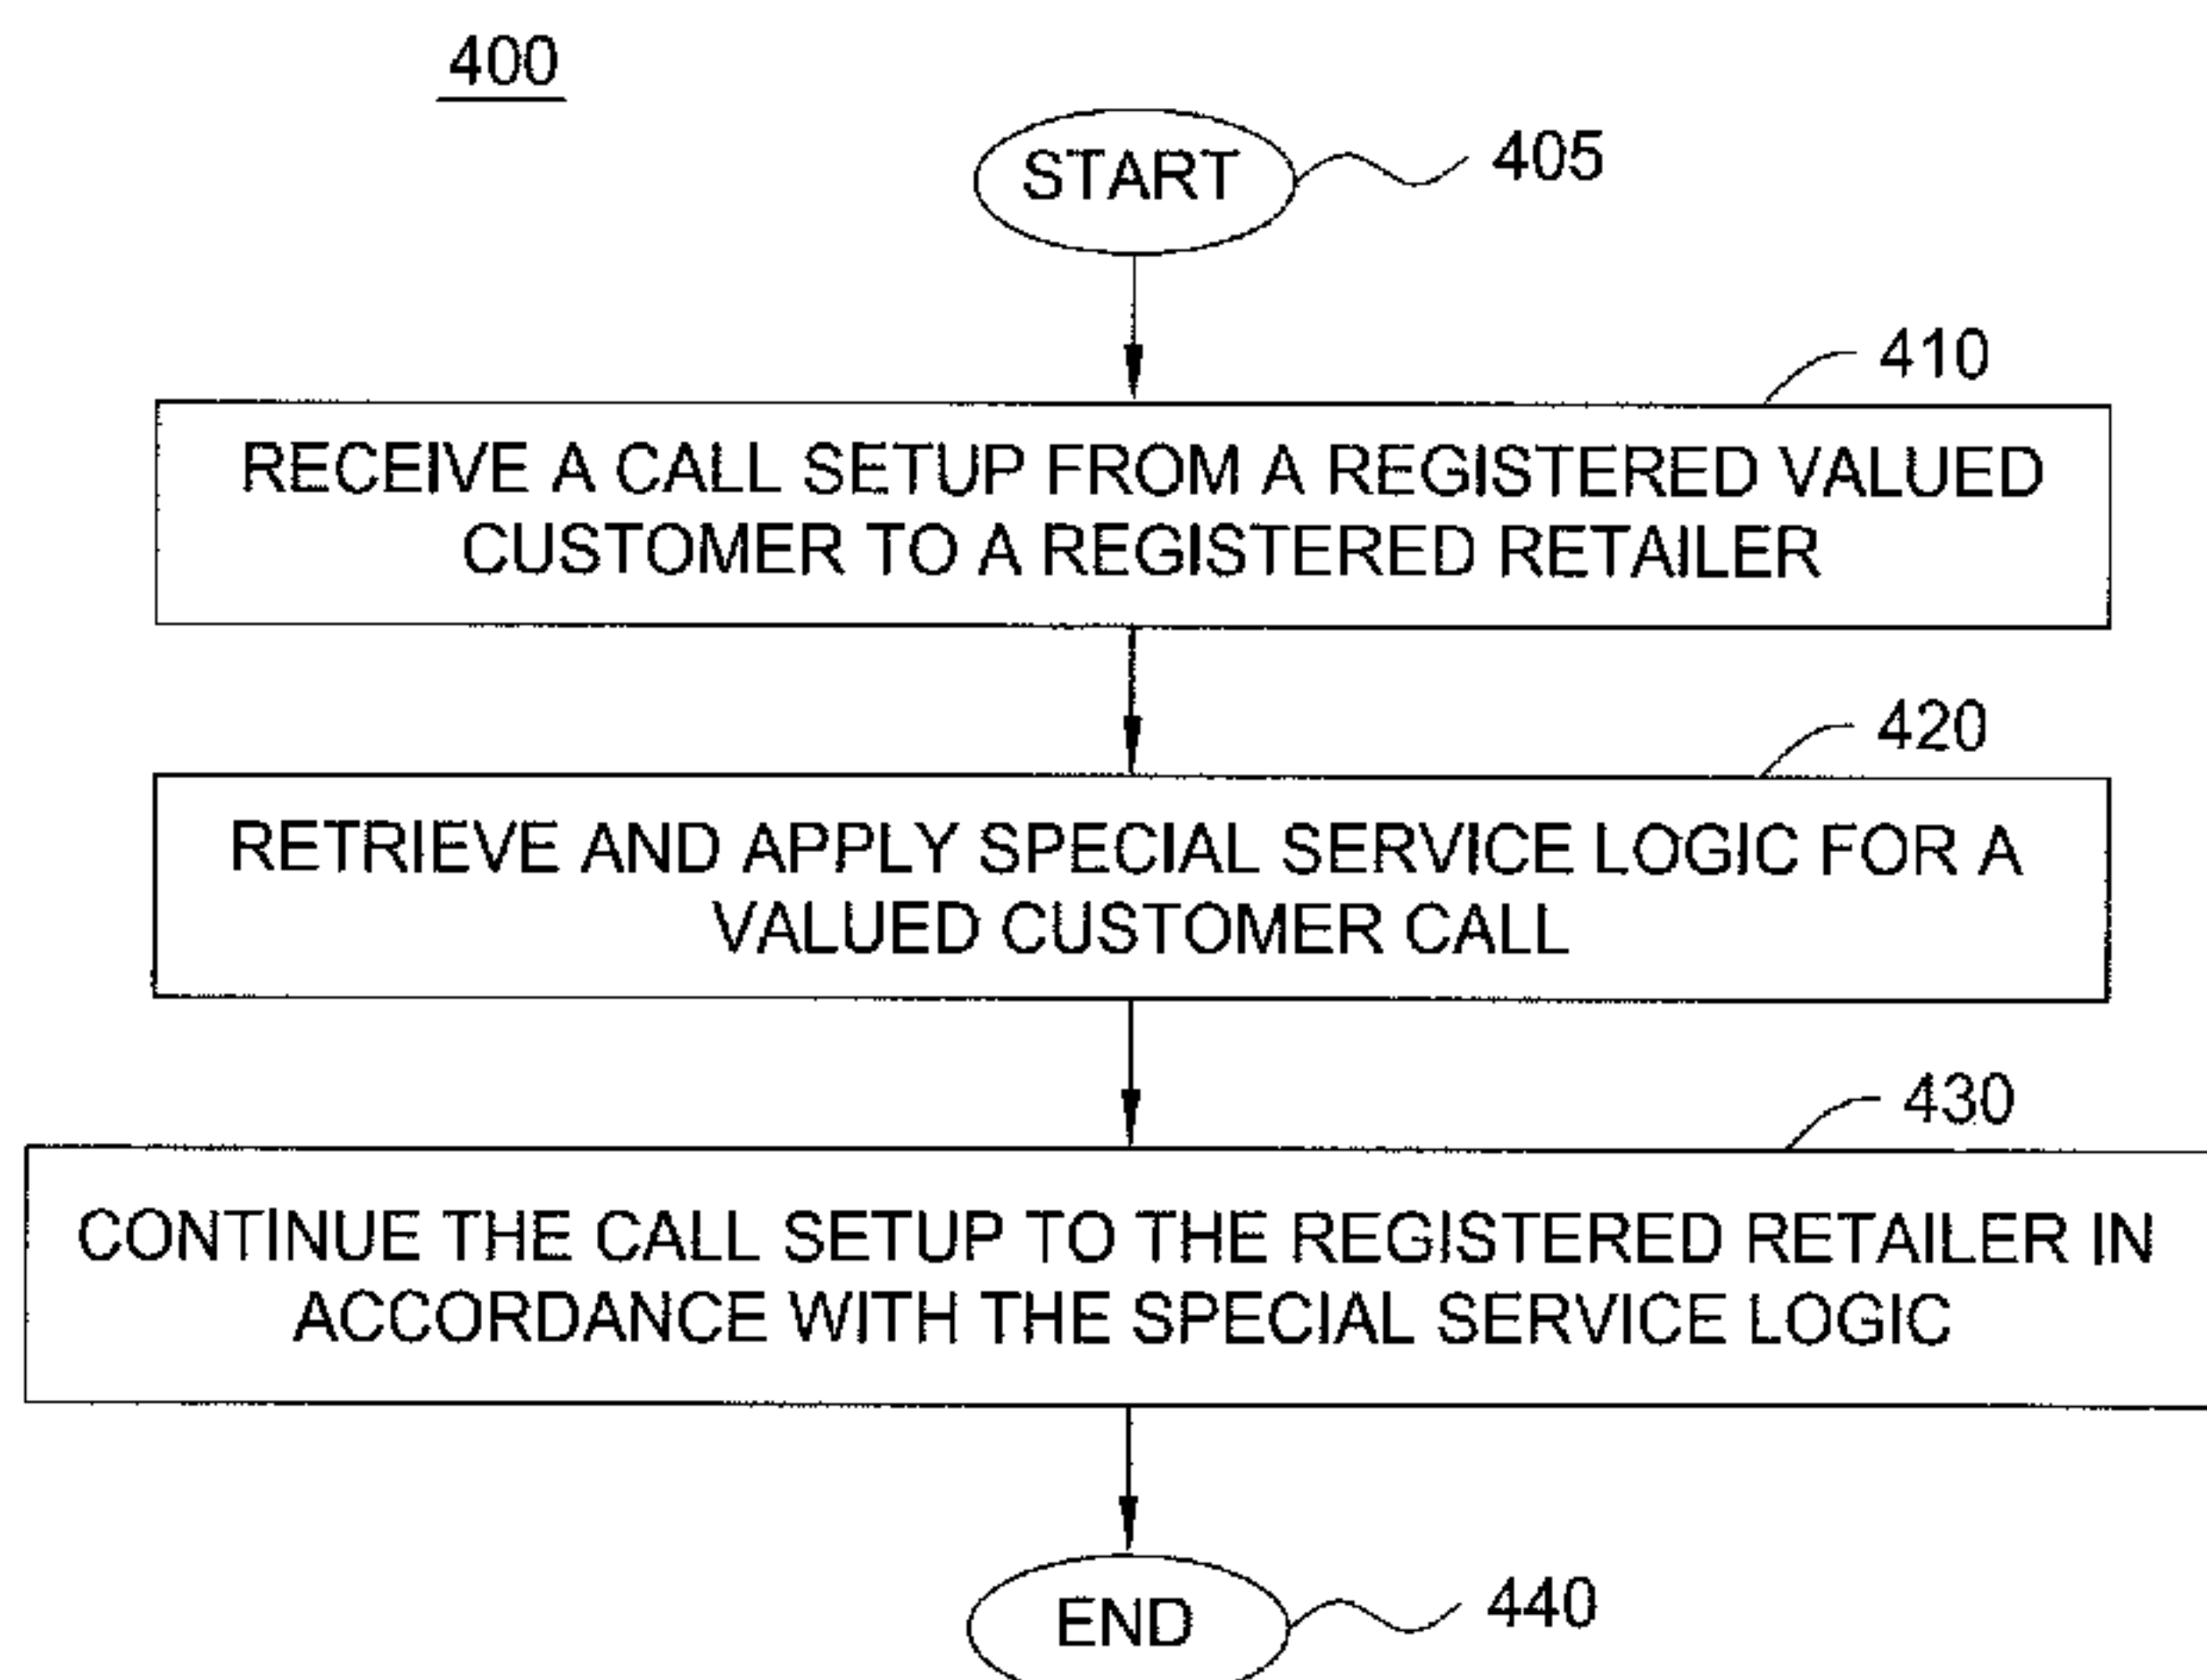 400
START
405
410
RECEIVE A CALL SETUP FROM A REGISTERED VALUED
CUSTOMER TO A REGISTERED RETAILER
420
RETRIEVE AND APPLY SPECIAL SERVICE LOGIC FOR A
VALUED CUSTOMER CALL
430
CONTINUE THE CALL SETUP TO THE REGISTERED RETAILER IN
ACCORDANCE WITH THE SPECIAL SERVICE LOGIC
END
440